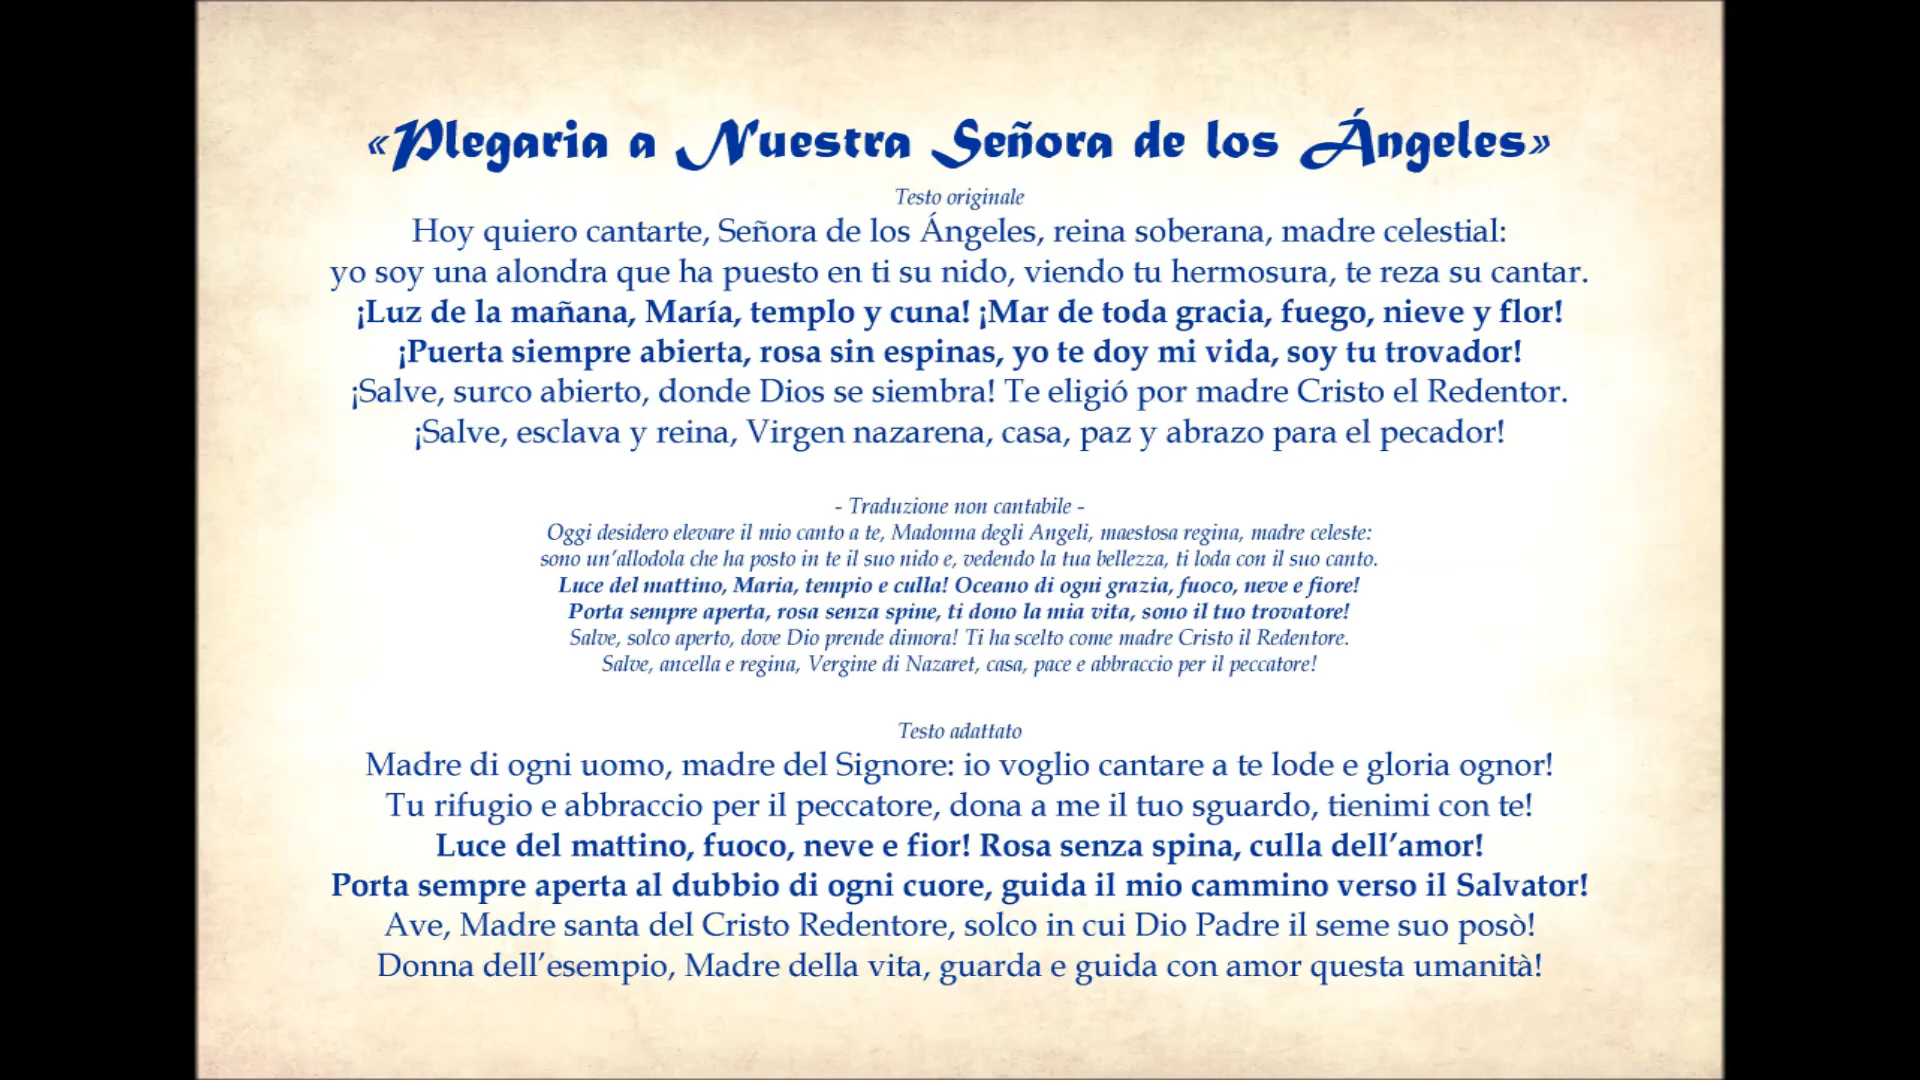 «Plegaria a Nuestra Señora de los Ángeles»
Testo originale
Hoy quiero cantarte, Señora de los Ángeles, reina soberana, madre celestial:
yo soy una alondra que ha puesto en ti su nido, viendo tu hermosura, te reza su cantar.
¡Luz de la mañana, María, templo y cuna! ¡Mar de toda gracia, fuego, nieve y flor!
¡Puerta siempre abierta, rosa sin espinas, yo te doy mi vida, soy tu trovador!
¡Salve, surco abierto, donde Dios se siembra! Te eligió por madre Cristo el Redentor.
¡Salve, esclava y reina, Virgen nazarena, casa, paz y abrazo para el pecador!
- Traduzione non cantabile -
Oggi desidero elevare il mio canto a te, Madonna degli Angeli, maestosa regina, madre celeste:
sono un’allodola che ha posto in te il suo nido e, vedendo la tua bellezza, ti loda con il suo canto.
Luce del mattino, Maria, tempio e culla! Oceano di ogni grazia, fuoco, neve e fiore!
Porta sempre aperta, rosa senza spine, ti dono la mia vita, sono il tuo trovatore!
Salve, solco aperto, dove Dio prende dimora! Ti ha scelto come madre Cristo il Redentore.
Salve, ancella e regina, Vergine di Nazaret, casa, pace e abbraccio per il peccatore!
Testo adattato
Madre di ogni uomo, madre del Signore: io voglio cantare a te lode e gloria ognor!
Tu rifugio e abbraccio per il peccatore, dona a me il tuo sguardo, tienimi con te!
Luce del mattino, fuoco, neve e fior! Rosa senza spina, culla dell’amor!
Porta sempre aperta al dubbio di ogni cuore, guida il mio cammino verso il Salvator!
Ave, Madre santa del Cristo Redentore, solco in cui Dio Padre il seme suo posò!
Donna dell’esempio, Madre della vita, guarda e guida con amor questa umanità!